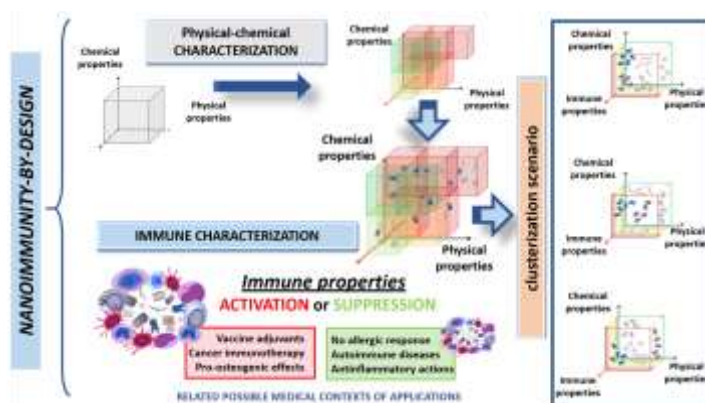 NANOIMMUNITY-BY-DESIGN
Physical-chemical
CHARACTERIZATION
Chemical
properties
Physical
properties
Chemical
properties
Physical
properties
Chemical
properties
Physical
properties
IMMUNE CHARACTERIZATION
Immune properties
ACTIVATION or SUPPRESSION
Vaccine adjuvants
Cancer immunotherapy
Pro-osteogenic effects
No allergic response
Autoimmune diseases
Antiinflammatory actions
RELATED POSSIBLE MEDICAL CONTEXTS OF APPLICATIONS
clusterization scenario
Chemical
properties
Physical
properties
Immune
properties
Chemical
properties
Physical
properties
Immune
properties
Chemical
properties
Physical
properties
Immune
properties